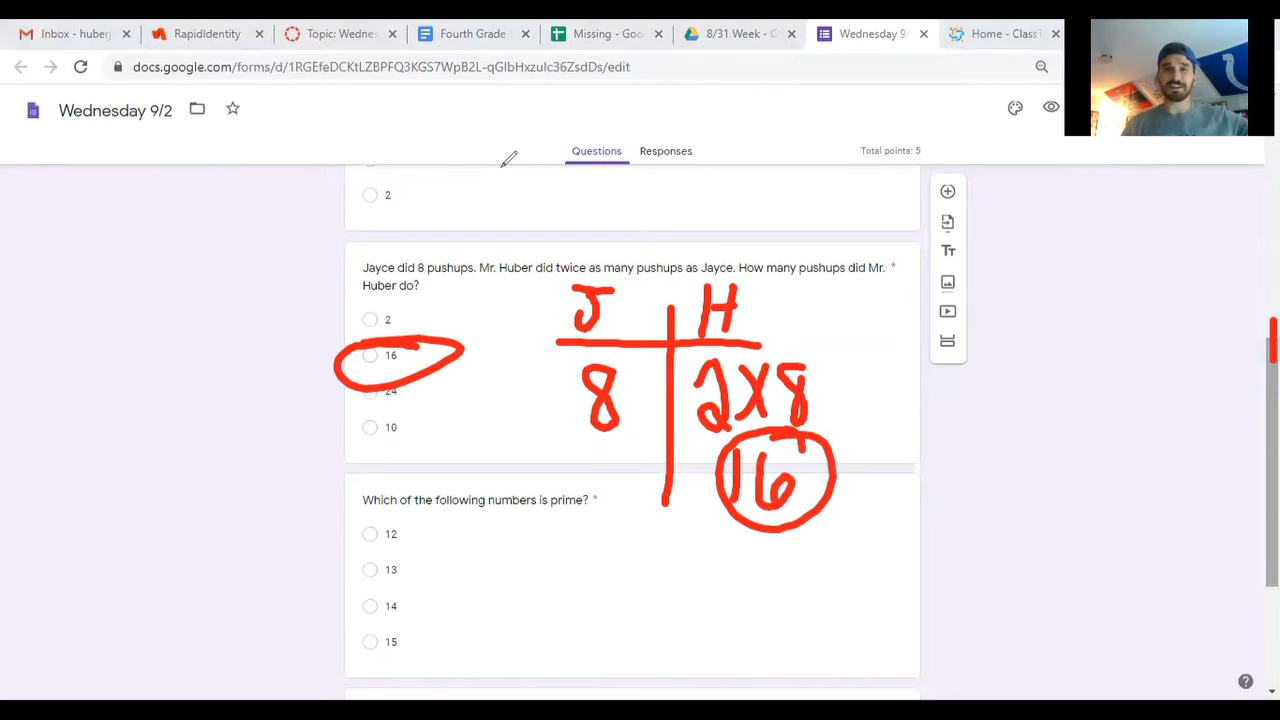 Inbox - huber
RapidIdentity
Topic: Wednes
Fourth Grade
Missing - Goo
8/31 Week - G
Wednesday 9/
Home - Class
docs.google.com/forms/d/1RGEfeDCKtLZBPFQ3KGS7WpB2L-qGlbHxzulc36ZsdDs/edit
Wednesday 9/2
Questions
Responses
Total points: 5
2
Jayce did 8 pushups. Mr. Huber did twice as many pushups as Jayce. How many pushups did Mr. *
Huber do?
J H
2
16
8 2x8
24
10
16
Which of the following numbers is prime? *
12
13
14
15